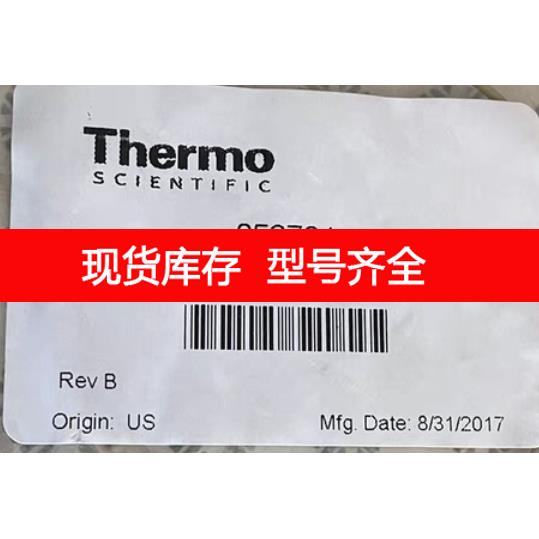 Thermo
SCIENTIFIC
现货库存 型号齐全
Rev B
Origin: US
Mfg. Date: 8/31/2017